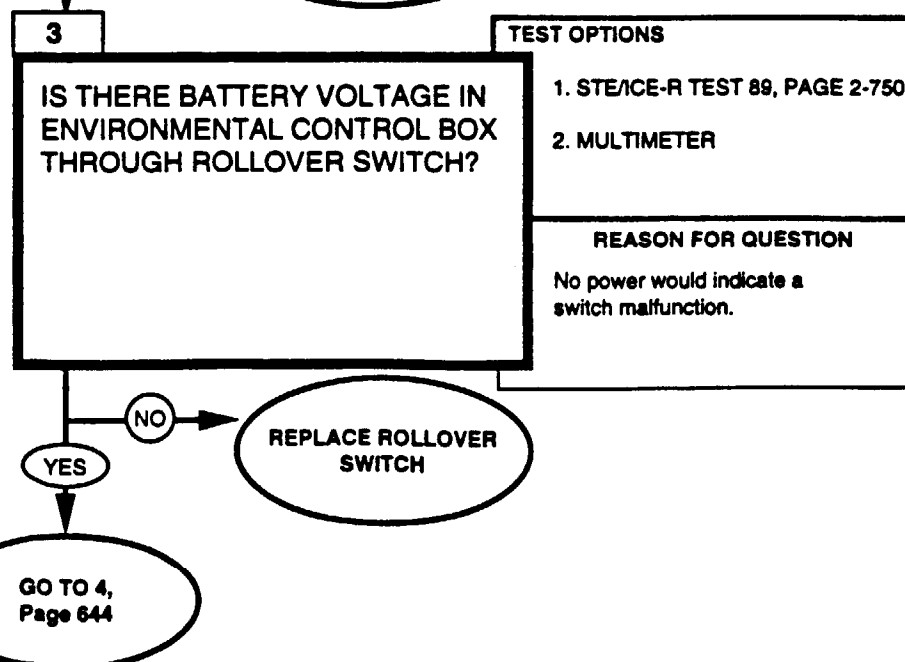 3
IS THERE BATTERY VOLTAGE IN
ENVIRONMENTAL CONTROL BOX
THROUGH ROLLOVER SWITCH?
TEST OPTIONS
1. STE/ICE-R TEST 89, PAGE 2-750
2. MULTIMETER
REASON FOR QUESTION
No power would indicate a
switch malfunction.
NO
REPLACE ROLLOVER
SWITCH
YES
GO TO 4,
Page 644